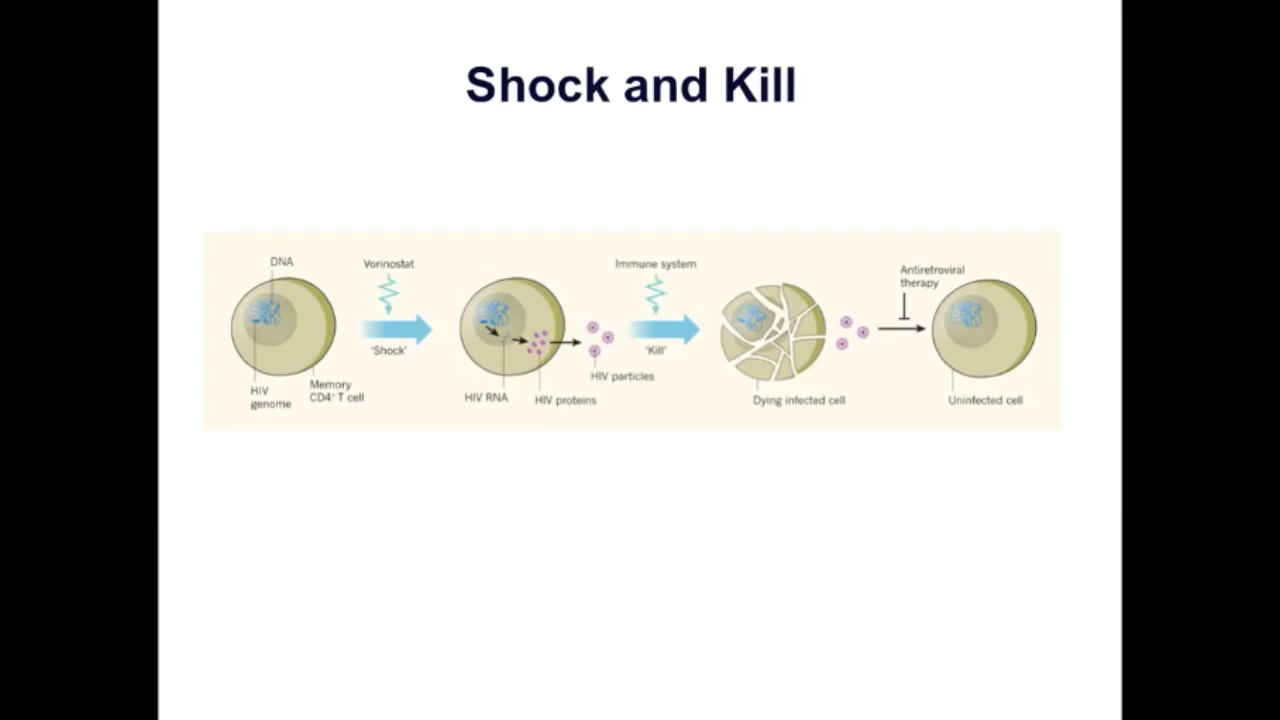 Shock and Kill
DNA
Vorinostat
'Shock'
HIV
genome
Memory
CD4⁺ T cell
HIV RNA
HIV proteins
HIV particles
Immune system
'Kill'
Dying infected cell
Antiretroviral
therapy
Uninfected cell